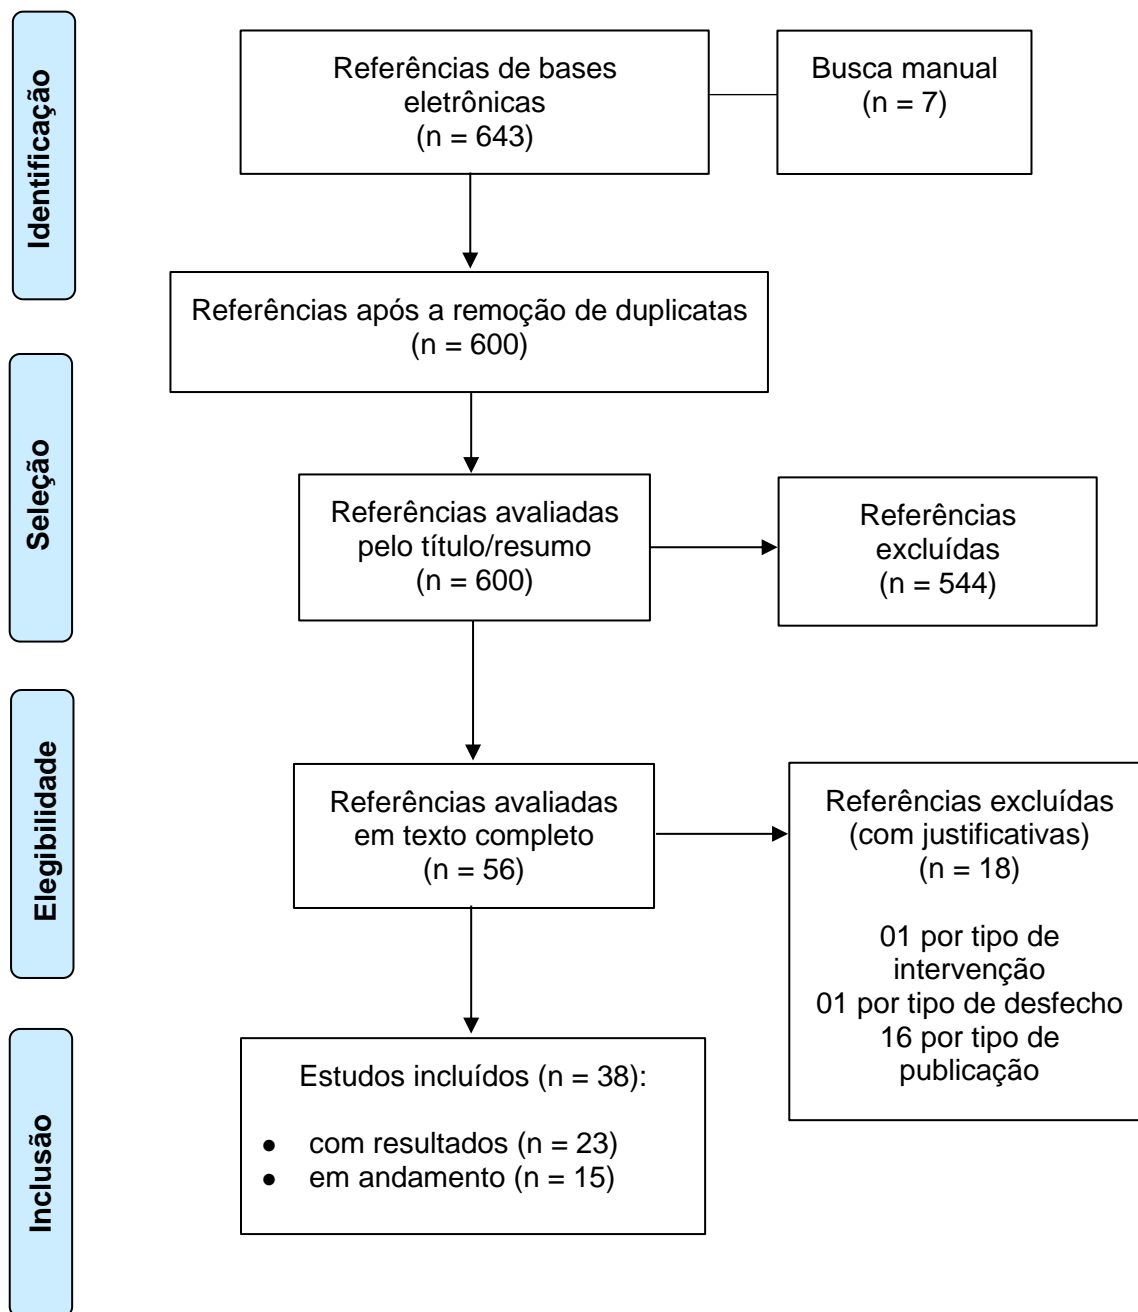 Identificação
Referências de bases
eletrônicas
(n = 643)
Busca manual
(n = 7)
Referências após a remoção de duplicatas
(n = 600)
Seleção
Referências avaliadas
pelo título/resumo
(n = 600)
Referências
excluídas
(n = 544)
Elegibilidade
Referências avaliadas
em texto completo
(n = 56)
Referências excluídas
(com justificativas)
(n = 18)
01 por tipo de
intervenção
01 por tipo de desfecho
16 por tipo de
publicação
Inclusão
Estudos incluídos (n = 38):
● com resultados (n = 23)
● em andamento (n = 15)